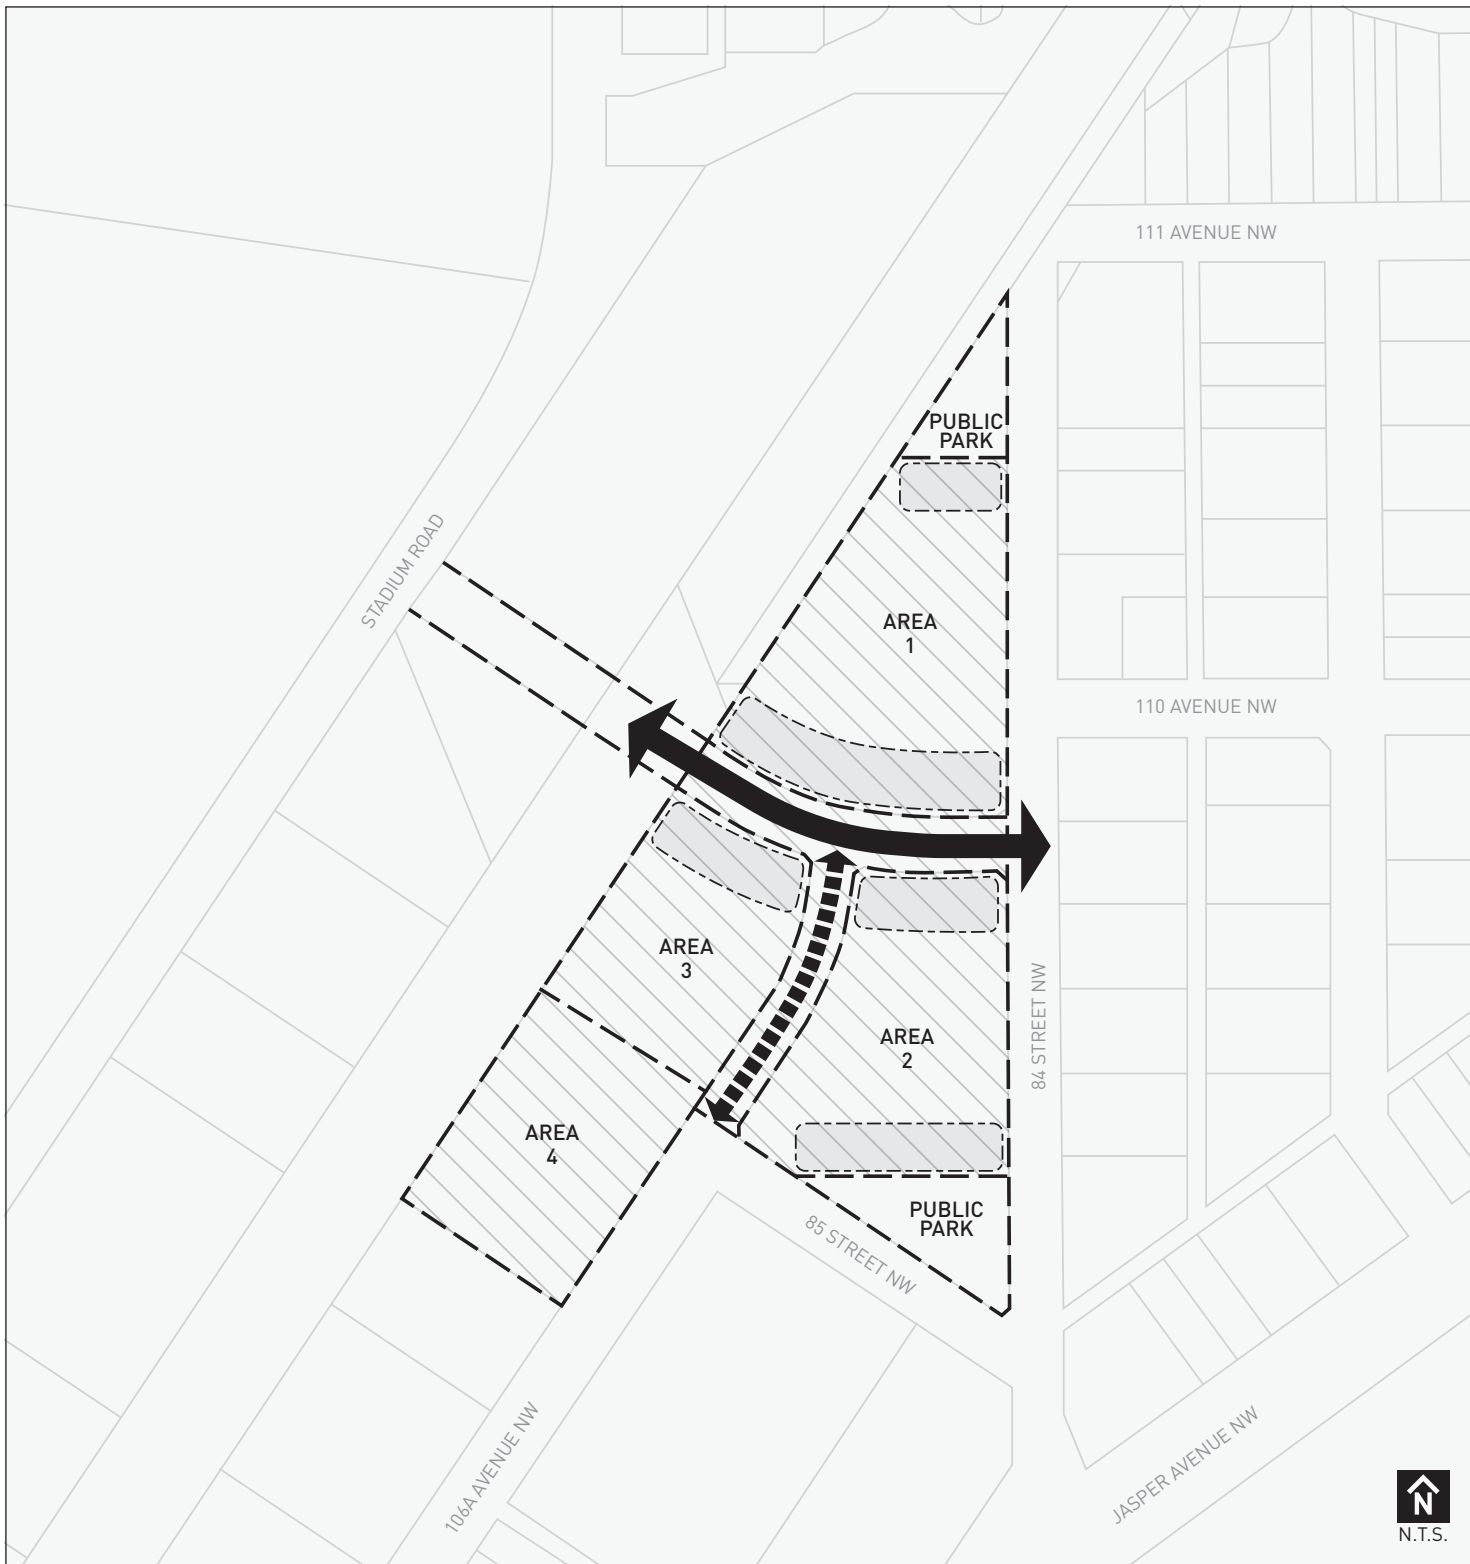 111 AVENUE NW
PUBLIC
PARK
STADIUM ROAD
AREA
1
110 AVENUE NW
AREA
3
84 STREET NW
AREA
2
AREA
4
PUBLIC
PARK
85 STREET NW
106A AVENUE NW
JASPER AVENUE NW
N
N.T.S.